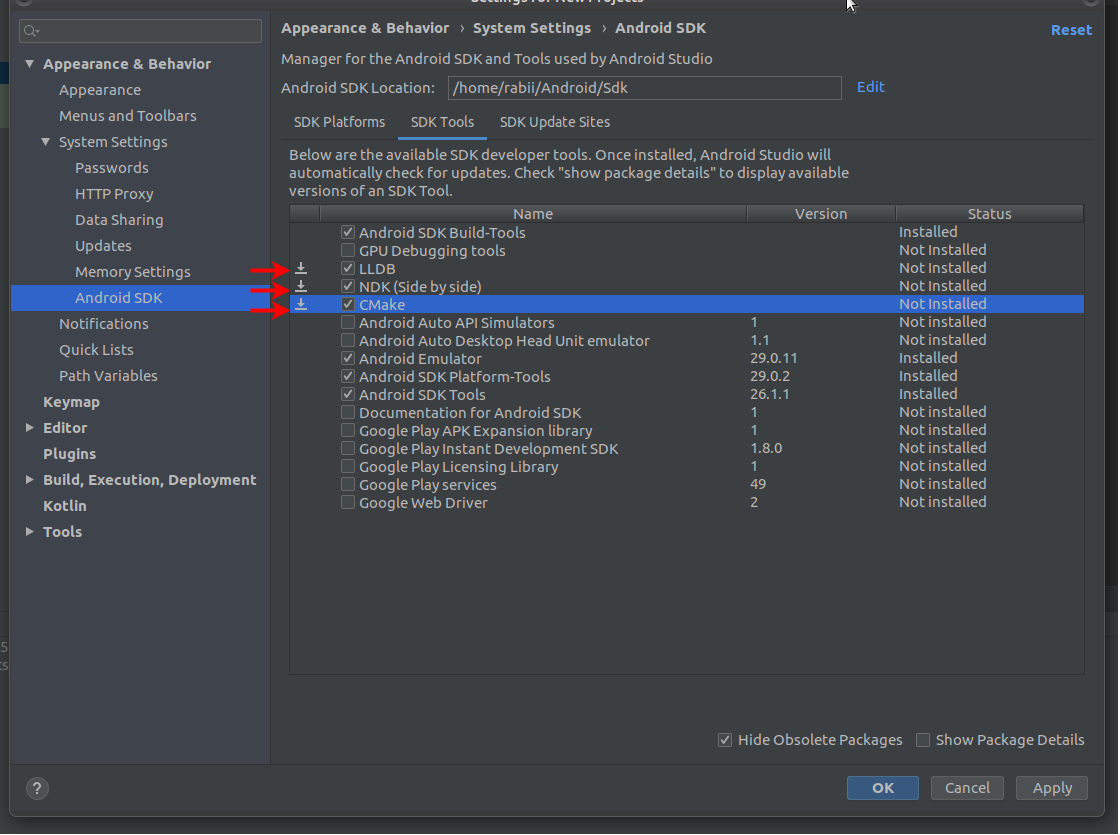 Settings for New Projects
Appearance & Behavior › System Settings › Android SDK
Reset
Manager for the Android SDK and Tools used by Android Studio
Android SDK Location: /home/rabii/Android/Sdk Edit
SDK Platforms SDK Tools SDK Update Sites
Below are the available SDK developer tools. Once installed, Android Studio will
automatically check for updates. Check "show package details" to display available
versions of an SDK Tool.
Name Version Status
Android SDK Build-Tools Installed
GPU Debugging tools Not Installed
LLDB Not Installed
NDK (Side by side) Not Installed
CMake Not Installed
Android Auto API Simulators 1 Not installed
Android Auto Desktop Head Unit emulator 1.1 Not installed
Android Emulator 29.0.11 Installed
Android SDK Platform-Tools 29.0.2 Installed
Android SDK Tools 26.1.1 Installed
Documentation for Android SDK 1 Not installed
Google Play APK Expansion library 1 Not installed
Google Play Instant Development SDK 1.8.0 Not installed
Google Play Licensing Library 1 Not installed
Google Play services 49 Not installed
Google Web Driver 2 Not installed
Hide Obsolete Packages Show Package Details
Appearance & Behavior
Appearance
Menus and Toolbars
System Settings
Passwords
HTTP Proxy
Data Sharing
Updates
Memory Settings
Android SDK
Notifications
Quick Lists
Path Variables
Keymap
Editor
Plugins
Build, Execution, Deployment
Kotlin
Tools
?
OK Cancel Apply